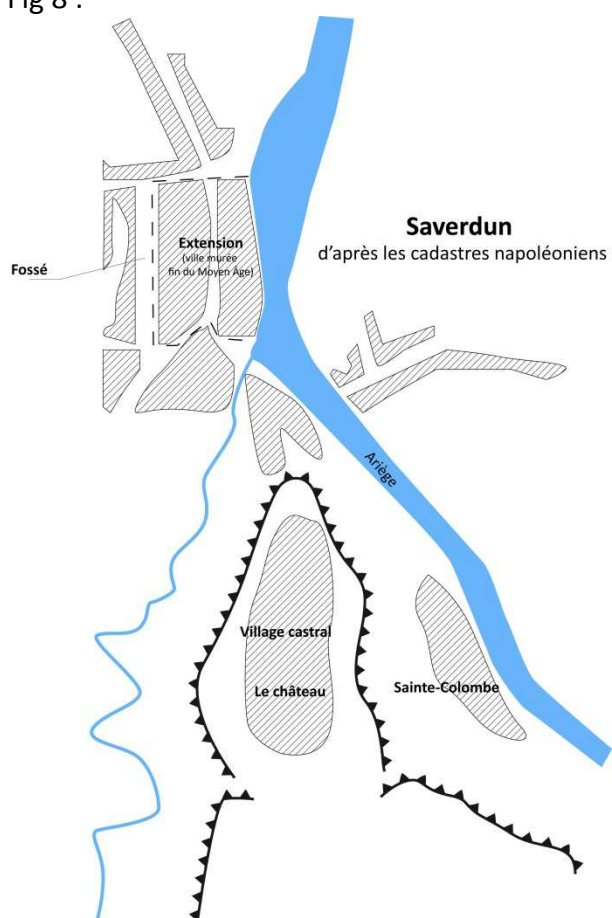 Fig 8 :
Saverdun
d'après les cadastres napoléoniens
Extension
(ville murée
fin du Moyen Âge)
Fossé
Ariège
Village castral
Le château
Sainte-Colombe